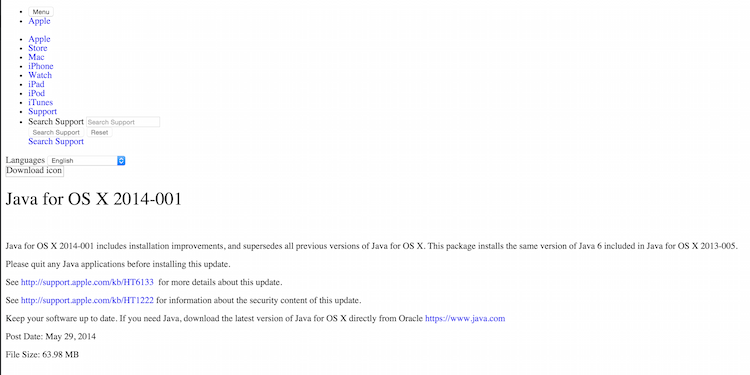 Menu
Apple
Apple
Store
Mac
iPhone
Watch
iPad
iPod
iTunes
Support
Search Support Search Support
Search Support Reset
Search Support
Languages English
Download icon
Java for OS X 2014-001
Java for OS X 2014-001 includes installation improvements, and supersedes all previous versions of Java for OS X. This package installs the same version of Java 6 included in Java for OS X 2013-005.
Please quit any Java applications before installing this update.
See http://support.apple.com/kb/HT6133 for more details about this update.
See http://support.apple.com/kb/HT1222 for information about the security content of this update.
Keep your software up to date. If you need Java, download the latest version of Java for OS X directly from Oracle https://www.java.com
Post Date: May 29, 2014
File Size: 63.98 MB